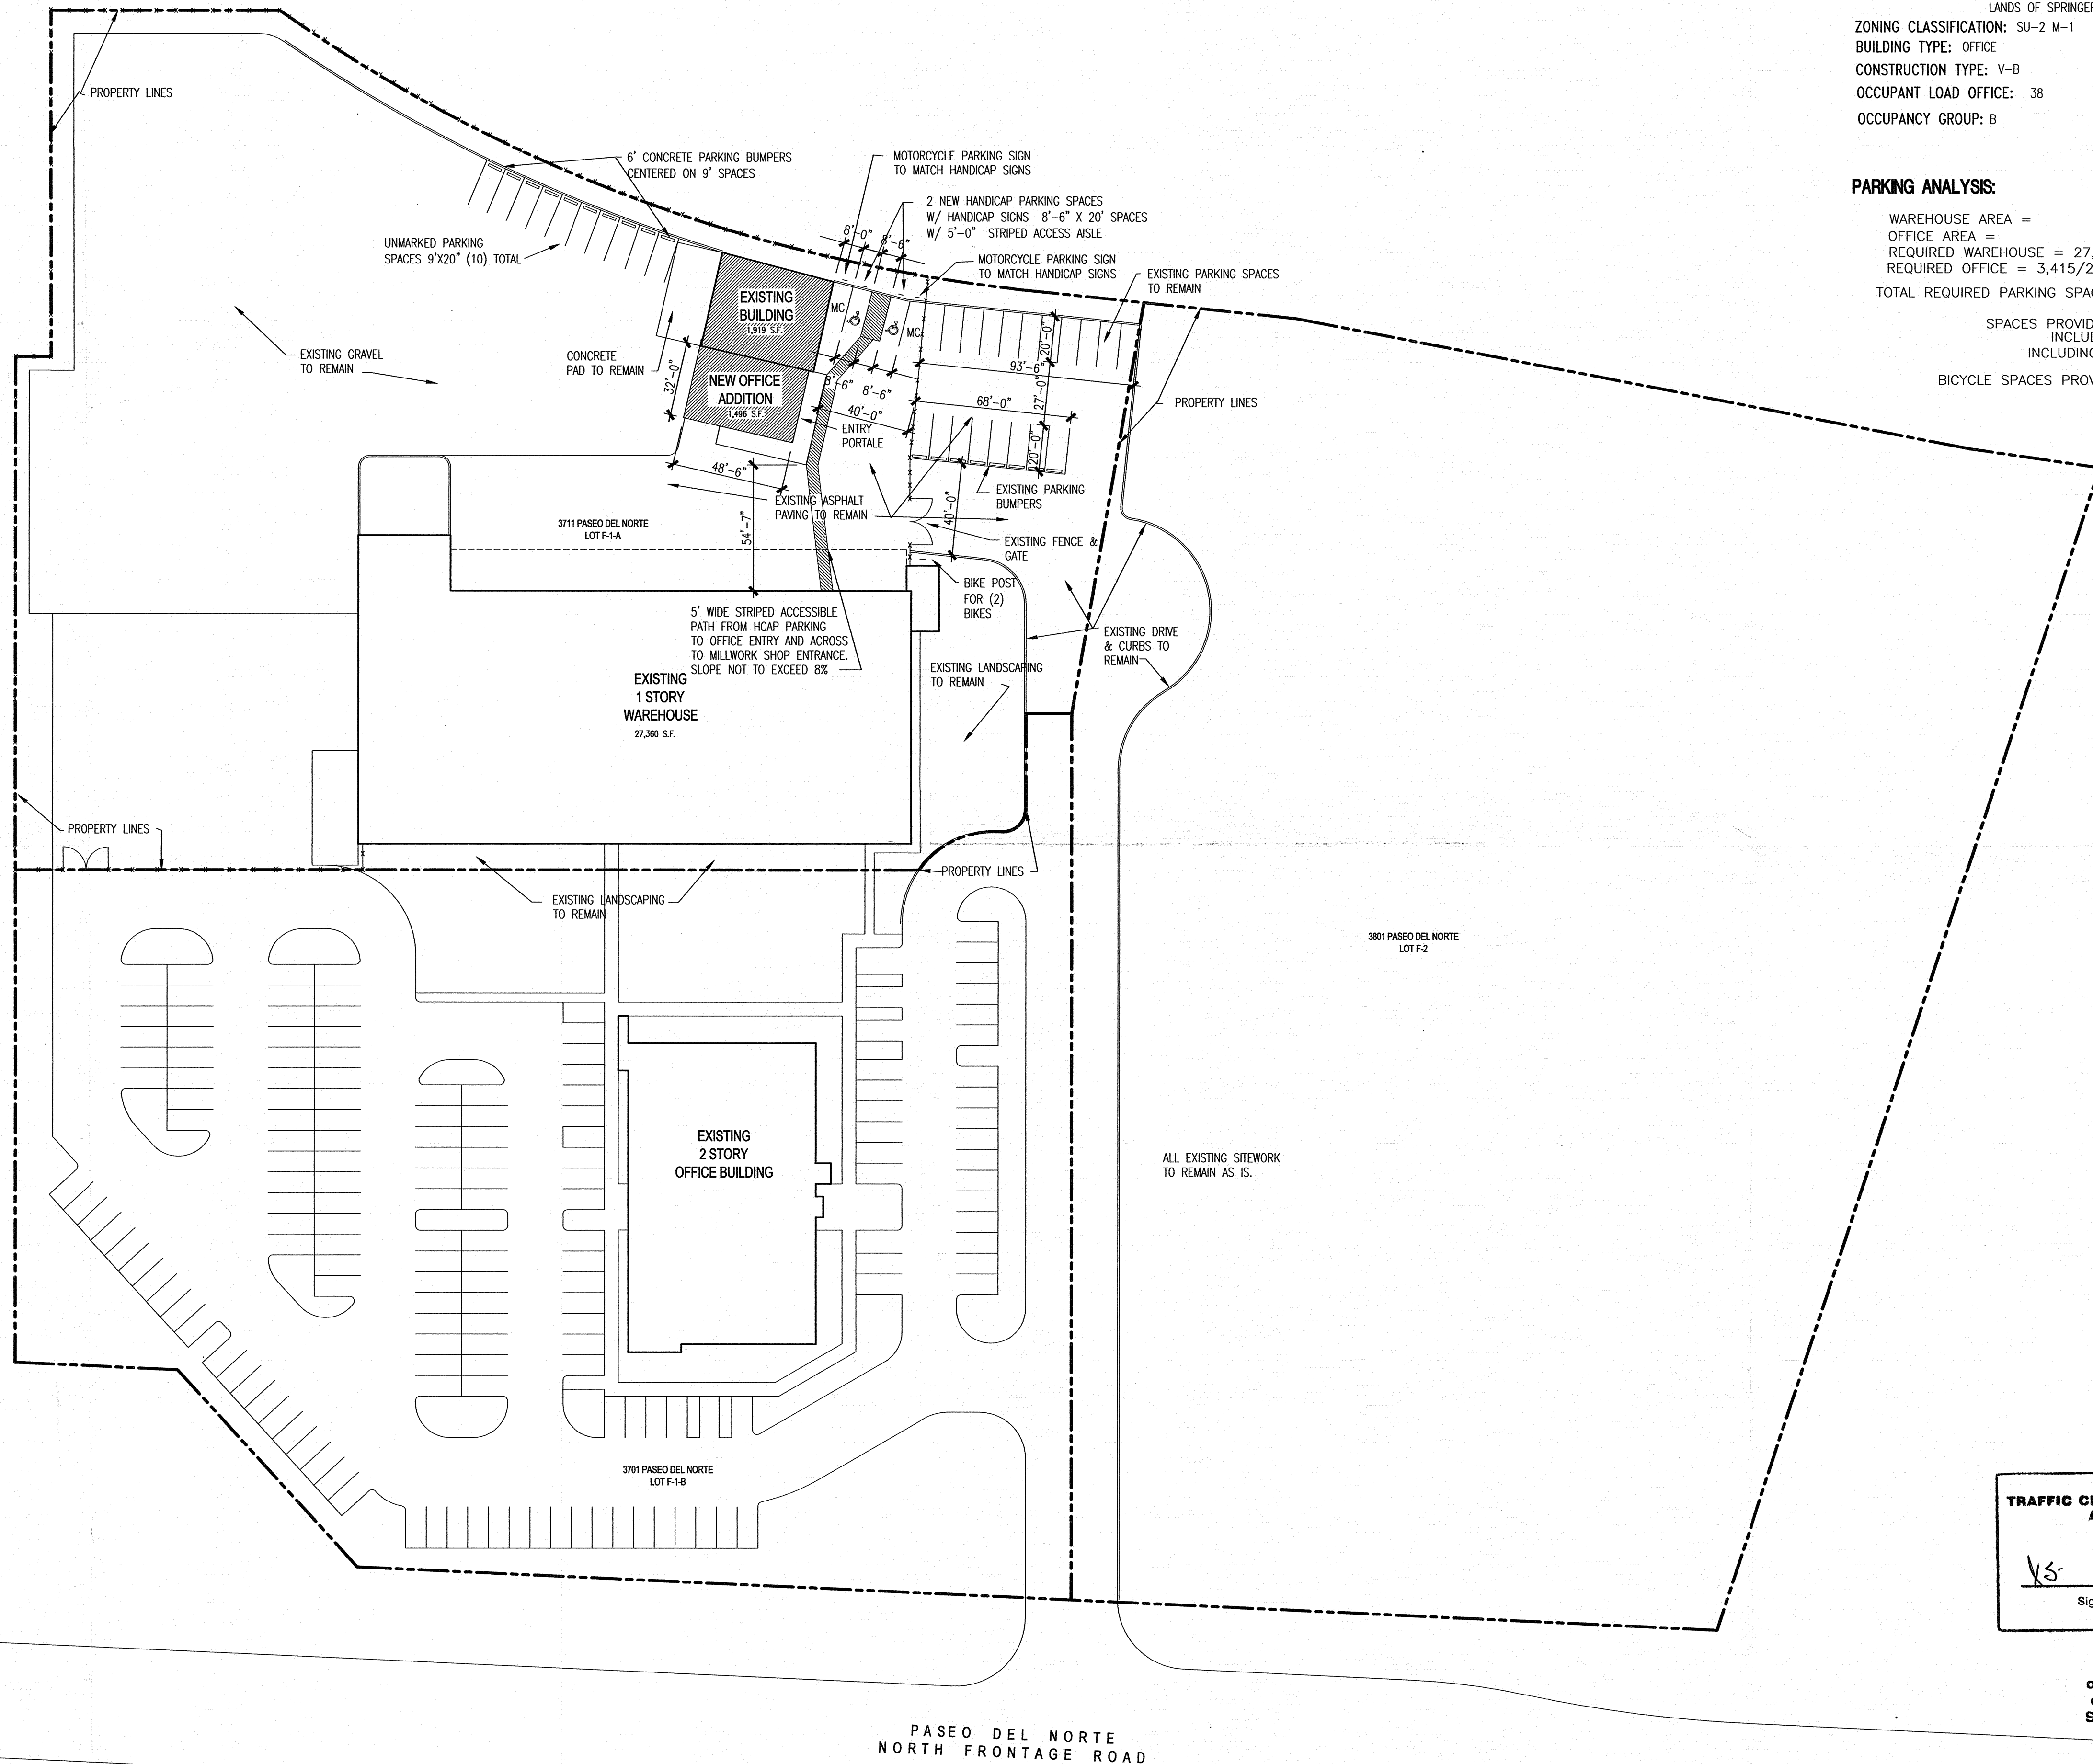 LANDS OF SPRINGER
ZONING CLASSIFICATION: SU-2 M-1
BUILDING TYPE: OFFICE
CONSTRUCTION TYPE: V-B
OCCUPANT LOAD OFFICE: 38
OCCUPANCY GROUP: B
PARKING ANALYSIS:
WAREHOUSE AREA =
OFFICE AREA =
REQUIRED WAREHOUSE = 27,
REQUIRED OFFICE = 3,415/2
TOTAL REQUIRED PARKING SPAC
SPACES PROVID
INCLUD
INCLUDING
BICYCLE SPACES PROV
PROPERTY LINES
6' CONCRETE PARKING BUMPERS
CENTERED ON 9' SPACES
MOTORCYCLE PARKING SIGN
TO MATCH HANDICAP SIGNS
2 NEW HANDICAP PARKING SPACES
W/ HANDICAP SIGNS 8'-6" X 20' SPACES
W/ 5'-0" STRIPED ACCESS AISLE
8'-0"
8'-6"
UNMARKED PARKING
SPACES 9'X20" (10) TOTAL
MOTORCYCLE PARKING SIGN
TO MATCH HANDICAP SIGNS
EXISTING PARKING SPACES
TO REMAIN
EXISTING
BUILDING
1,919 S.F.
MC
MC
20'-0"
EXISTING GRAVEL
TO REMAIN
CONCRETE
PAD TO REMAIN
32'-0"
NEW OFFICE
ADDITION
1,496 S.F.
8'-6"
8'-6"
93'-6"
27'-0"
68'-0"
40'-0"
PROPERTY LINES
ENTRY
PORTALE
20'-0"
48'-6"
EXISTING PARKING
BUMPERS
EXISTING ASPHALT
PAVING TO REMAIN
40'-0"
3711 PASEO DEL NORTE
LOT F-1-A
54'-7"
EXISTING FENCE &
GATE
BIKE POST
FOR (2)
BIKES
5' WIDE STRIPED ACCESSIBLE
PATH FROM HCAP PARKING
TO OFFICE ENTRY AND ACROSS
TO MILLWORK SHOP ENTRANCE.
SLOPE NOT TO EXCEED 8%
EXISTING DRIVE
& CURBS TO
REMAIN
EXISTING LANDSCAPING
TO REMAIN
EXISTING
1 STORY
WAREHOUSE
27,360 S.F.
PROPERTY LINES
PROPERTY LINES
EXISTING LANDSCAPING
TO REMAIN
3801 PASEO DEL NORTE
LOT F-2
EXISTING
2 STORY
OFFICE BUILDING
ALL EXISTING SITEWORK
TO REMAIN AS IS.
3701 PASEO DEL NORTE
LOT F-1-B
TRAFFIC CI
Sig
PASEO DEL NORTE
NORTH FRONTAGE ROAD